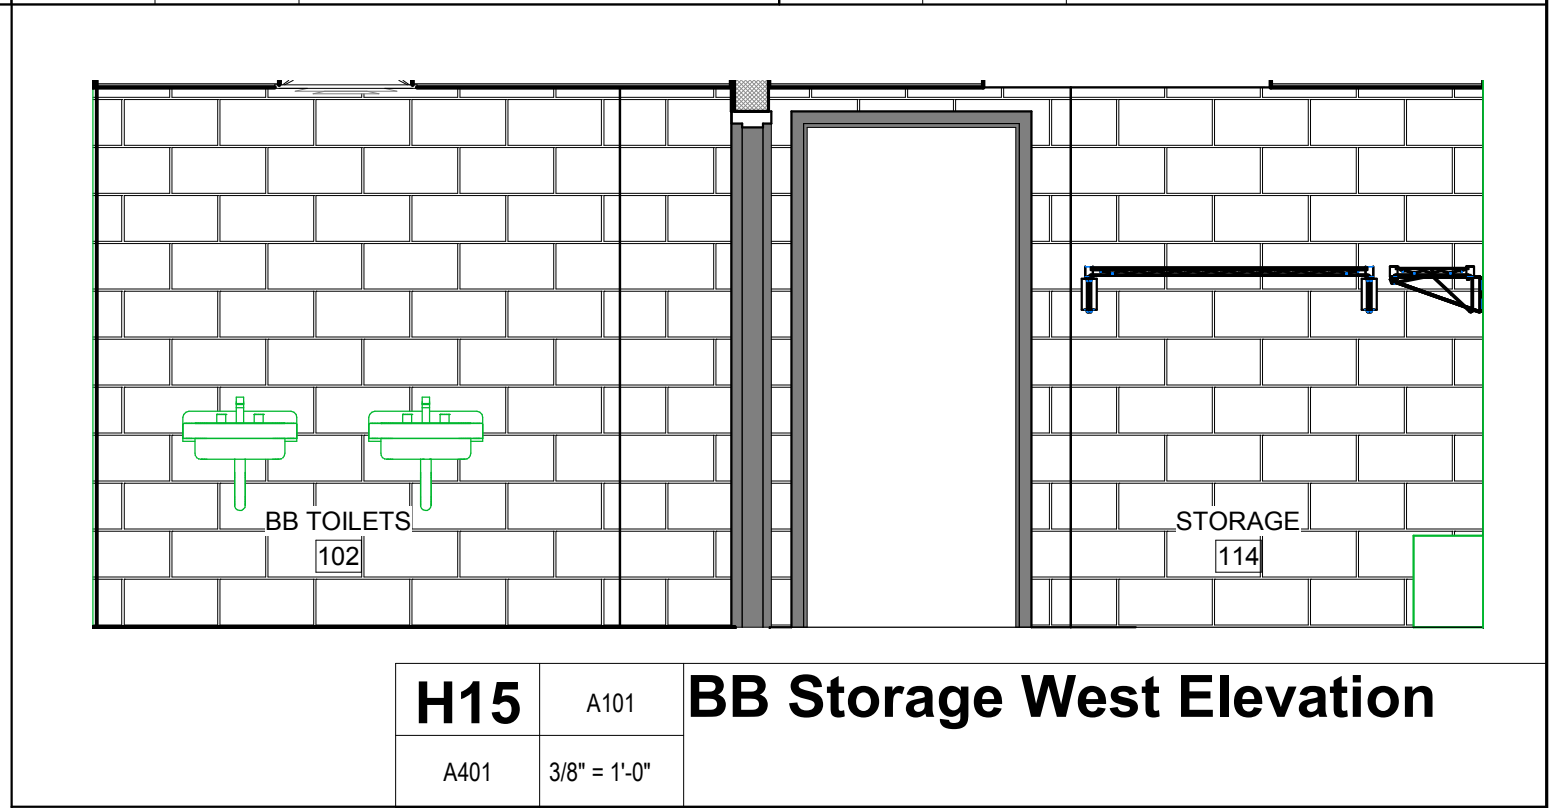 BB TOILETS
102
STORAGE
114
H15
A101
BB Storage West Elevation
A401
3/8" = 1'-0"